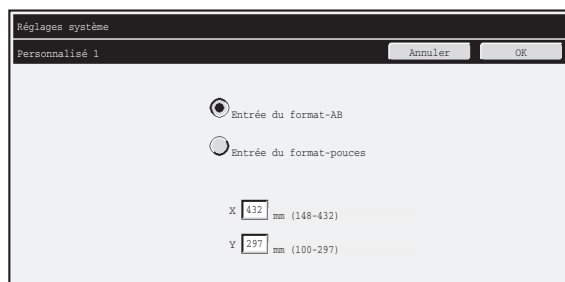 Réglages système
Personnalisé 1 Annuler OK
Entrée du format-AB
Entrée du format-pouces
X 432 mm (148-432)
Y 297 mm (100-297)